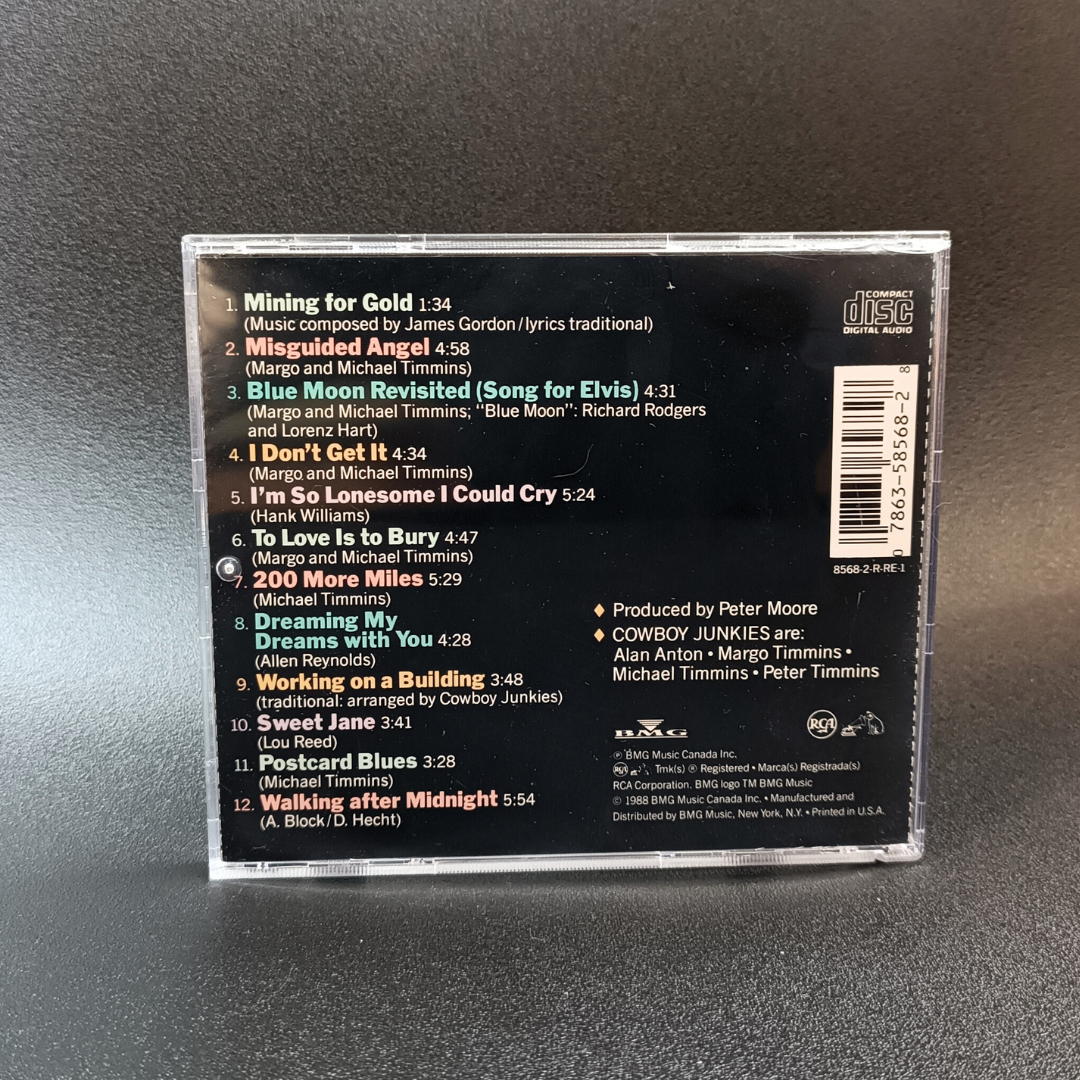 1. Mining for Gold 1:34
(Music composed by James Gordon/lyrics traditional)
2. Misguided Angel 4:58
(Margo and Michael Timmins)
3. Blue Moon Revisited (Song for Elvis) 4:31
(Margo and Michael Timmins; “Blue Moon”: Richard Rodgers
and Lorenz Hart)
4. I Don’t Get It 4:34
(Margo and Michael Timmins)
5. I’m So Lonesome I Could Cry 5:24
(Hank Williams)
6. To Love Is to Bury 4:47
(Margo and Michael Timmins)
7. 200 More Miles 5:29
(Michael Timmins)
8. Dreaming My
Dreams with You 4:28
(Allen Reynolds)
9. Working on a Building 3:48
(traditional: arranged by Cowboy Junkies)
10. Sweet Jane 3:41
(Lou Reed)
11. Postcard Blues 3:28
(Michael Timmins)
12. Walking after Midnight 5:54
(A. Block/D. Hecht)
COMPACT
disc
DIGITAL AUDIO
0 7863-58568-2 8
8568-2-R-RE-1
♦ Produced by Peter Moore
♦ COWBOY JUNKIES are:
Alan Anton • Margo Timmins •
Michael Timmins • Peter Timmins
BMG
RCA
℗ BMG Music Canada Inc.
RCA Tmk(s) ® Registered • Marca(s) Registrada(s)
RCA Corporation. BMG logo TM BMG Music
© 1988 BMG Music Canada Inc. • Manufactured and
Distributed by BMG Music, New York, N.Y. • Printed in U.S.A.